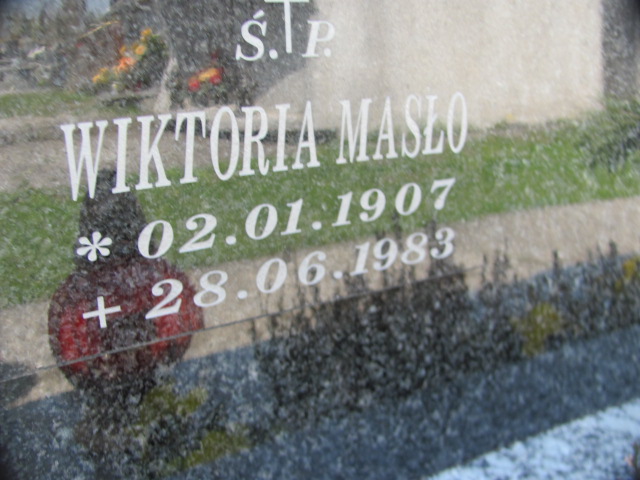 Ś.P.
WIKTORIA MASŁO
* 02.01.1907
+ 28.06.1983